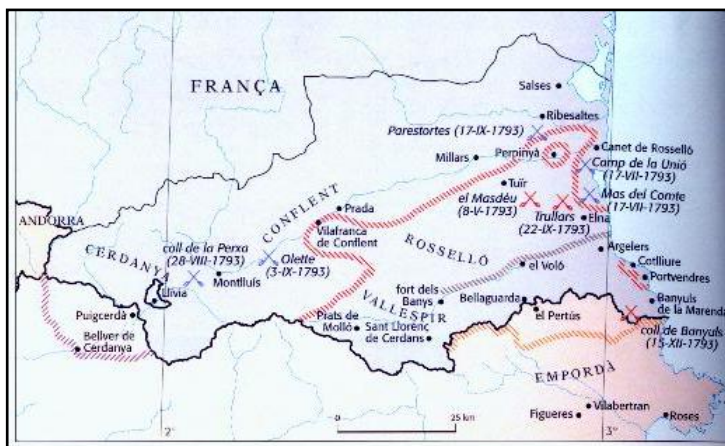 FRANÇA
Salses
Ribesaltes
Parestortes (17-IX-1793)
Canet de Rosselló
Perpinyà
Millars
Camp de la Unió
(17-VII-1793)
Tuïr
el Masdéu
(8-V-1793)
Mas del Comte
(17-VII-1793)
Prada
CONFLENT
Trullars
(22-IX-1793)
Elna
ANDORRA
Vilafranca
de Conflent
ROSSELLÓ
Argelers
CERDANYA
coll de la Perxa
(28-VIII-1793)
Olette
(3-IX-1793)
Cotlliure
Montlluís
el Voló
Portvendres
Llívia
fort dels
Banys
VALLESPIR
Bellaguarda
Banyuls
de la Marenda
Puigcerdà
Prats de
Molló
Sant Llorenç
de Cerdans
el Pertús
coll de Banyuls
(15-XII-1793)
Bellver de
Cerdanya
EMPORDÀ
0
25 km
Vilabertran
Figueres
Roses
2°
3°